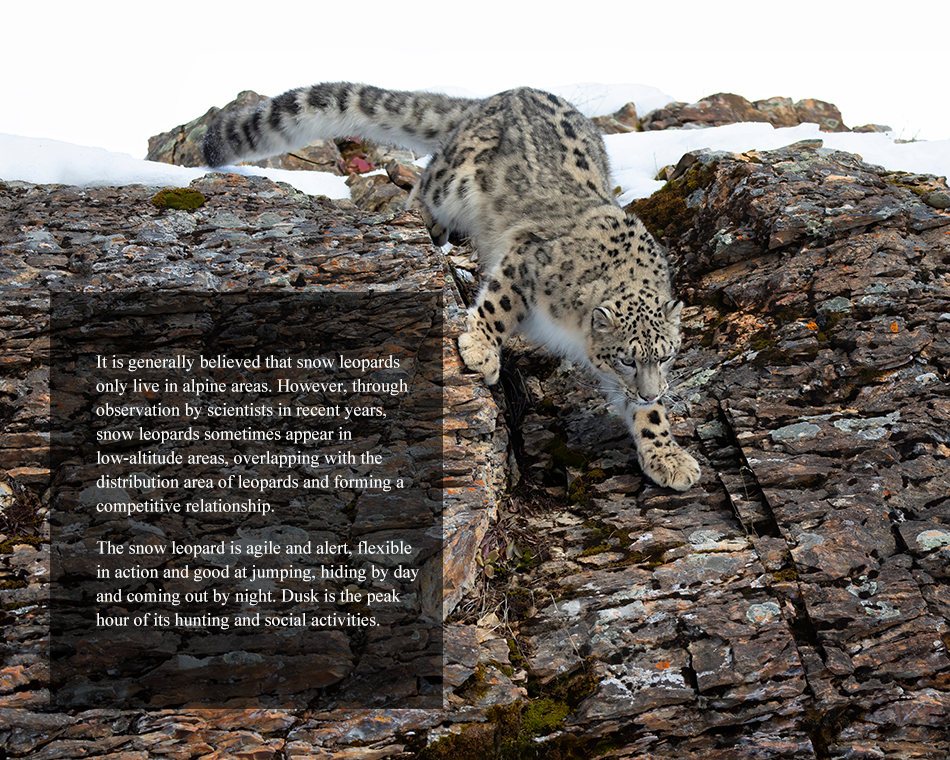 It is generally believed that snow leopards
only live in alpine areas. However, through
observation by scientists in recent years,
snow leopards sometimes appear in
low-altitude areas, overlapping with the
distribution area of leopards and forming a
competitive relationship.
The snow leopard is agile and alert, flexible
in action and good at jumping, hiding by day
and coming out by night. Dusk is the peak
hour of its hunting and social activities.